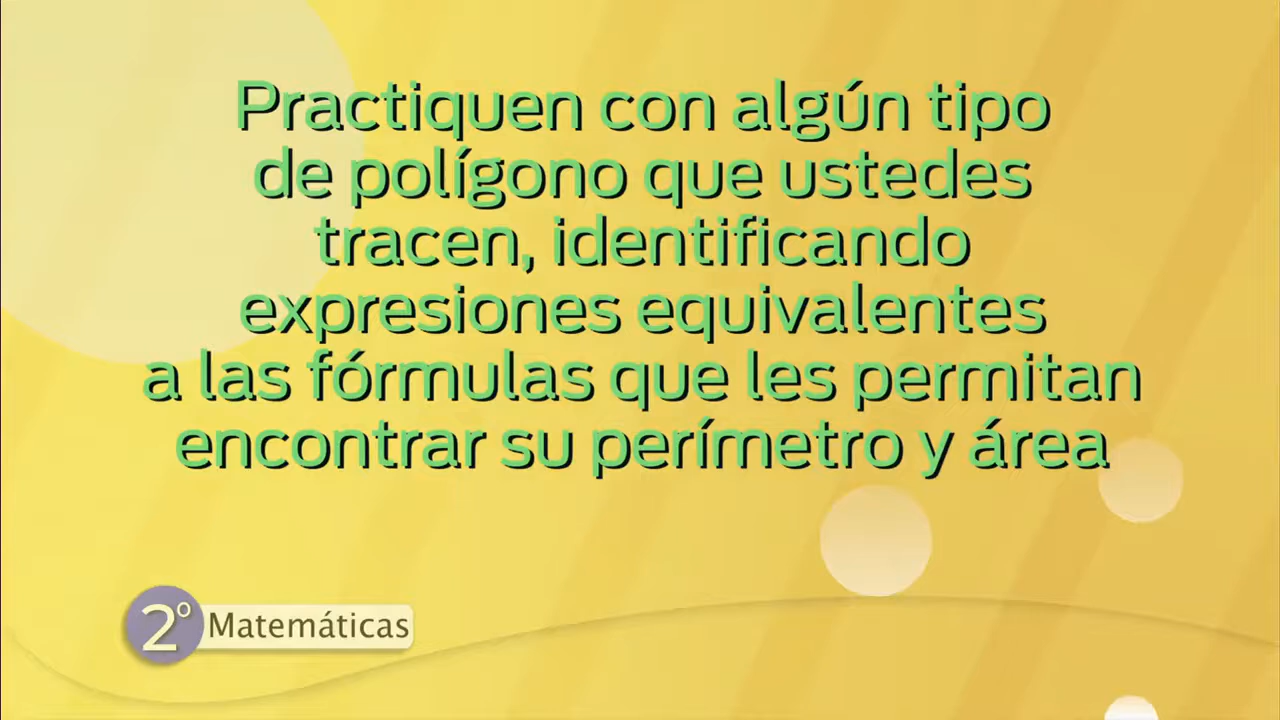 Practiquen con algún tipo
de polígono que ustedes
tracen, identificando
expresiones equivalentes
a las fórmulas que les permitan
encontrar su perímetro y área
2° Matemáticas